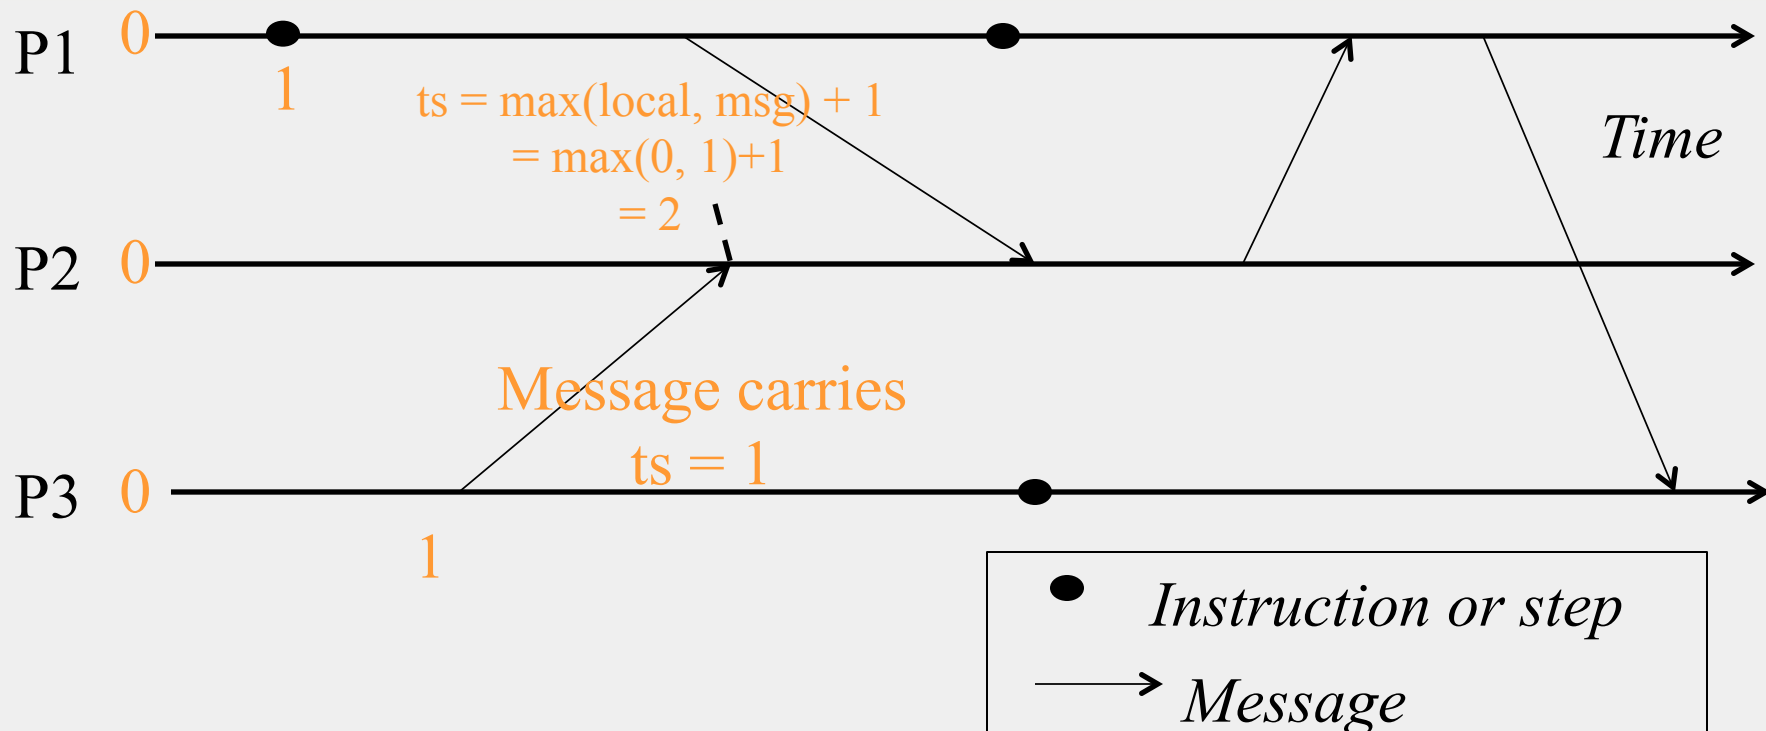 P1 0
1
ts = max(local, msg) + 1
= max(0, 1)+1
= 2
Time
P2 0
Message carries
ts = 1
P3 0
1
Instruction or step
Message